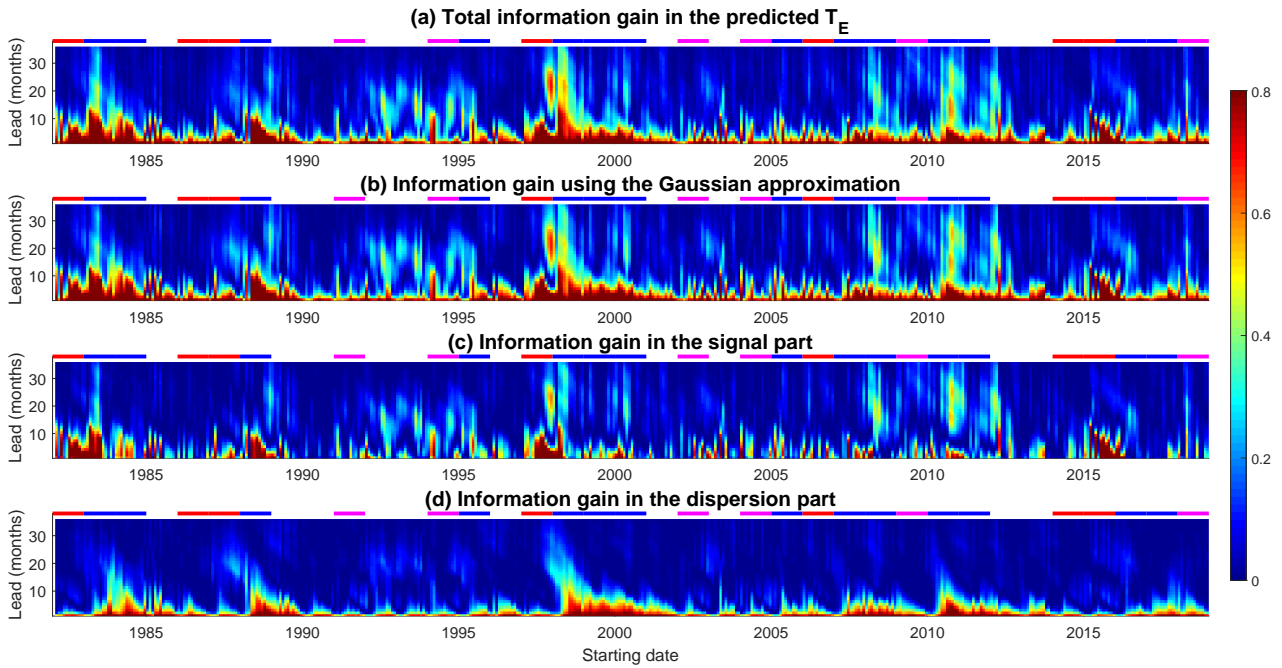 (a) Total information gain in the predicted T_E
Lead (months)
30
20
10
1985 1990 1995 2000 2005 2010 2015
(b) Information gain using the Gaussian approximation
Lead (months)
30
20
10
1985 1990 1995 2000 2005 2010 2015
(c) Information gain in the signal part
Lead (months)
30
20
10
1985 1990 1995 2000 2005 2010 2015
(d) Information gain in the dispersion part
Lead (months)
30
20
10
1985 1990 1995 2000 2005 2010 2015
Starting date
0.8
0.6
0.4
0.2
0